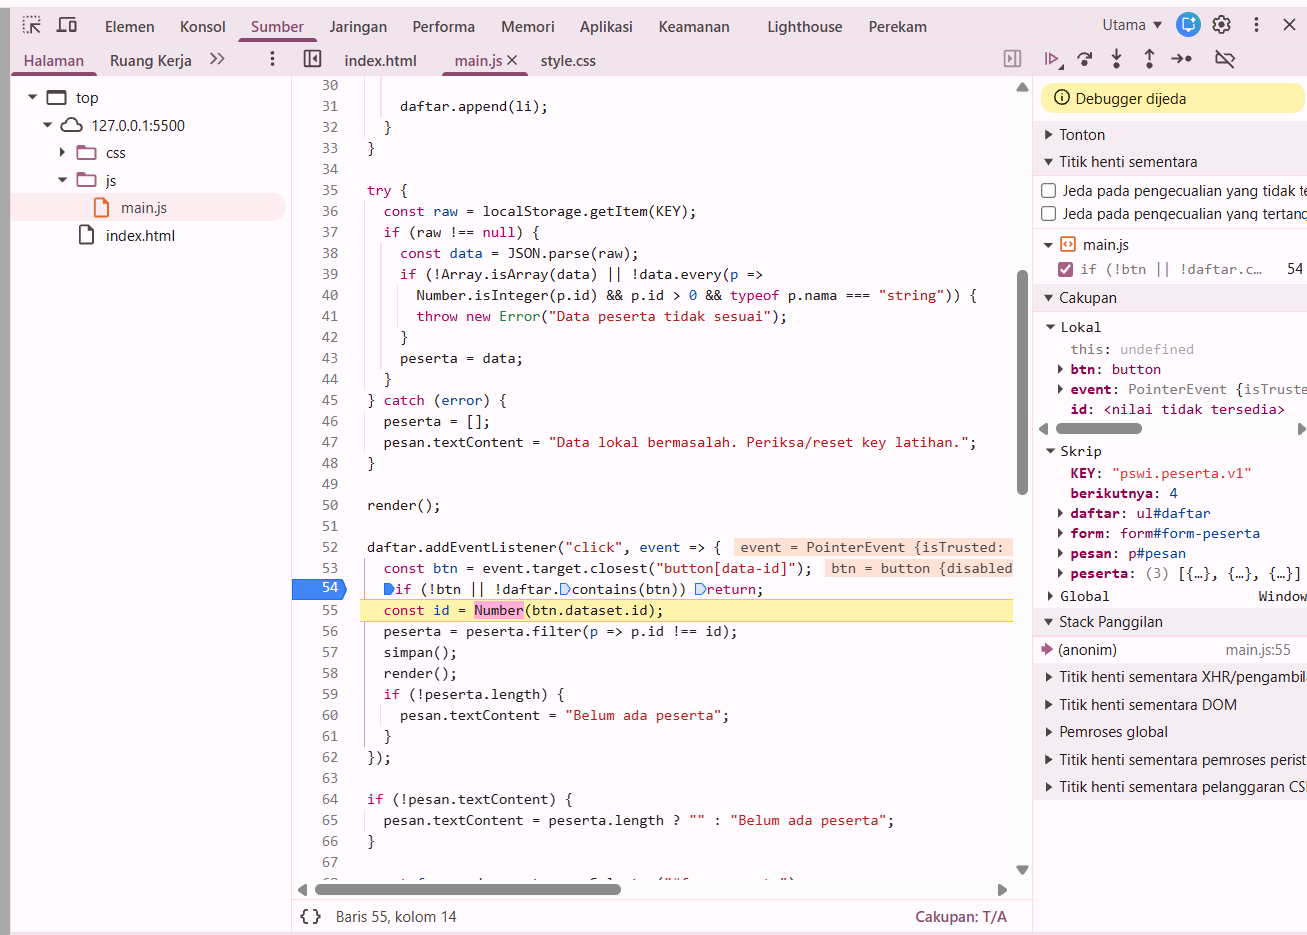 Elemen Konsol Sumber Jaringan Performa Memori Aplikasi Keamanan Lighthouse Perekam Utama
Halaman Ruang Kerja
index.html main.js style.css
top
127.0.0.1:5500
css
js
main.js
index.html
30
31 daftar.append(li);
32 }
33 }
34
35 try {
36 const raw = localStorage.getItem(KEY);
37 if (raw !== null) {
38 const data = JSON.parse(raw);
39 if (!Array.isArray(data) || !data.every(p =>
40 Number.isInteger(p.id) && p.id > 0 && typeof p.nama === "string")) {
41 throw new Error("Data peserta tidak sesuai");
42 }
43 peserta = data;
44 }
45 } catch (error) {
46 peserta = [];
47 pesan.textContent = "Data lokal bermasalah. Periksa/reset key latihan.";
48 }
49
50 render();
51
52 daftar.addEventListener("click", event => { event = PointerEvent {isTrusted:
53 const btn = event.target.closest("button[data-id]"); btn = button {disabled
54 if (!btn || !daftar.contains(btn)) return;
55 const id = Number(btn.dataset.id);
56 peserta = peserta.filter(p => p.id !== id);
57 simpan();
58 render();
59 if (!peserta.length) {
60 pesan.textContent = "Belum ada peserta";
61 }
62 });
63
64 if (!pesan.textContent) {
65 pesan.textContent = peserta.length ? "" : "Belum ada peserta";
66 }
67
{} Baris 55, kolom 14 Cakupan: T/A
Debugger dijeda
Tonton
Titik henti sementara
Jeda pada pengecualian yang tidak te
Jeda pada pengecualian yang tertang
main.js
if (!btn || !daftar.c… 54
Cakupan
Lokal
this: undefined
btn: button
event: PointerEvent {isTruste
id: <nilai tidak tersedia>
Skrip
KEY: "pswi.peserta.v1"
berikutnya: 4
daftar: ul#daftar
form: form#form-peserta
pesan: p#pesan
peserta: (3) [{…}, {…}, {…}]
Global Window
Stack Panggilan
(anonim) main.js:55
Titik henti sementara XHR/pengambila
Titik henti sementara DOM
Pemroses global
Titik henti sementara pemroses perist
Titik henti sementara pelanggaran CS